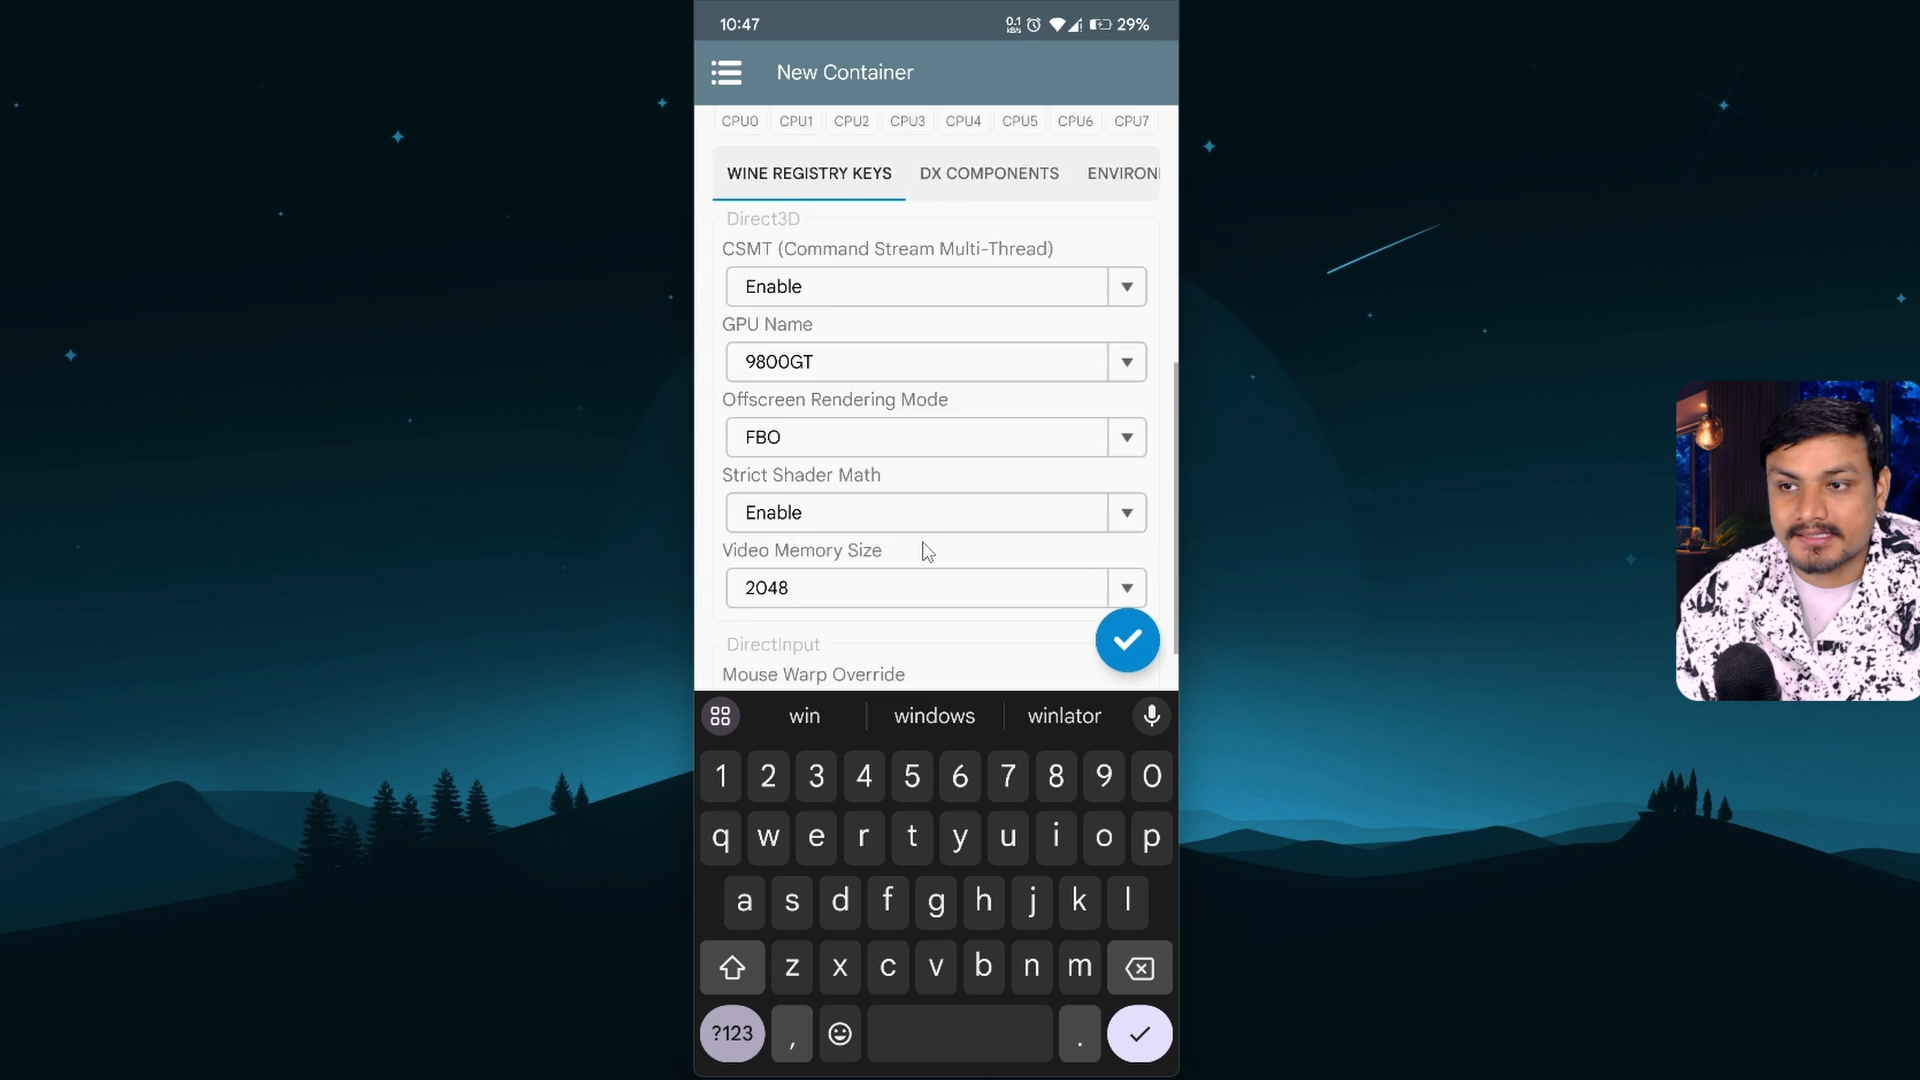 10:47
0.1
kB/s
29%
New Container
CPU0 CPU1 CPU2 CPU3 CPU4 CPU5 CPU6 CPU7
WINE REGISTRY KEYS DX COMPONENTS ENVIRON
Direct3D
CSMT (Command Stream Multi-Thread)
Enable
GPU Name
9800GT
Offscreen Rendering Mode
FBO
Strict Shader Math
Enable
Video Memory Size
2048
DirectInput
Mouse Warp Override
win windows winlator
1 2 3 4 5 6 7 8 9 0
q w e r t y u i o p
a s d f g h j k l
z x c v b n m
?123 , .